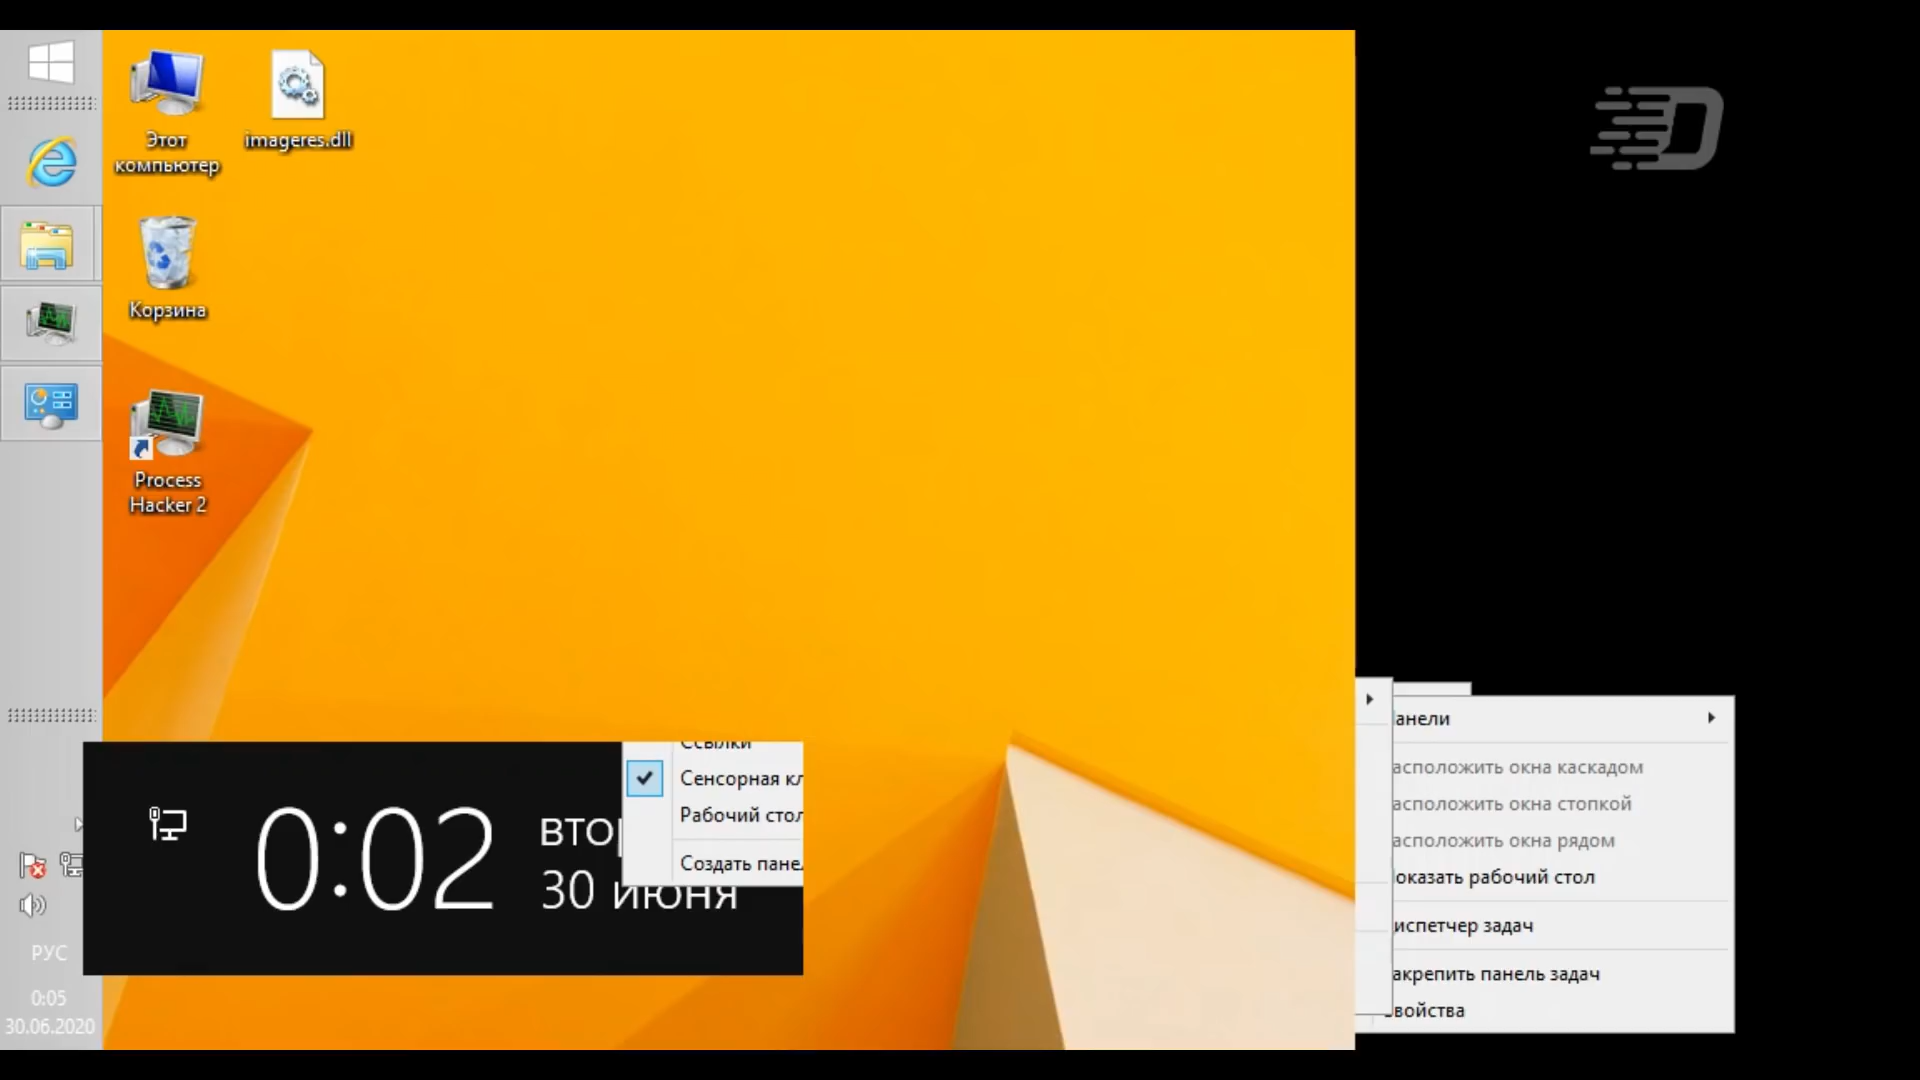 Этот
компьютер
imageres.dll
Корзина
Process
Hacker 2
РУС
0:05
30.06.2020
0:02
ВТО
30 июня
Ссылки
Сенсорная кл
Рабочий стол
Создать пане
анели
асположить окна каскадом
асположить окна стопкой
асположить окна рядом
оказать рабочий стол
испетчер задач
акрепить панель задач
войства